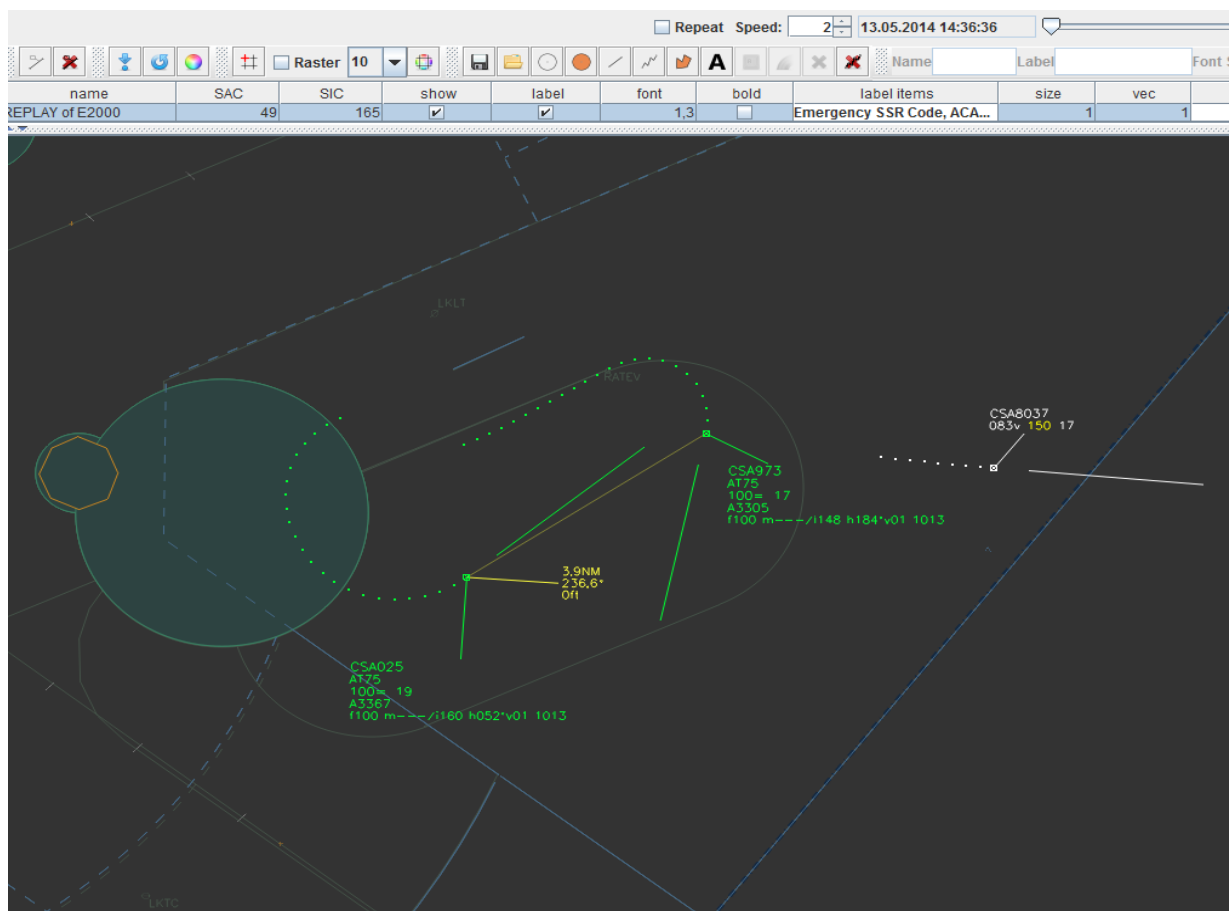 Repeat Speed: 2 13.05.2014 14:36:36
Raster 10 A Name Label Font S
name SAC SIC show label font bold label items size vec
REPLAY of E2000 49 165 1,3 Emergency SSR Code, ACA... 1 1
LKLT
RATEV
CSA8037
083v 150 17
CSA973
AT75
100= 17
A3305
f100 m---/i148 h184°v01 1013
3.9NM
236,6°
0ft
CSA025
AT75
100= 19
A3367
f100 m---/i160 h052°v01 1013
LKTC